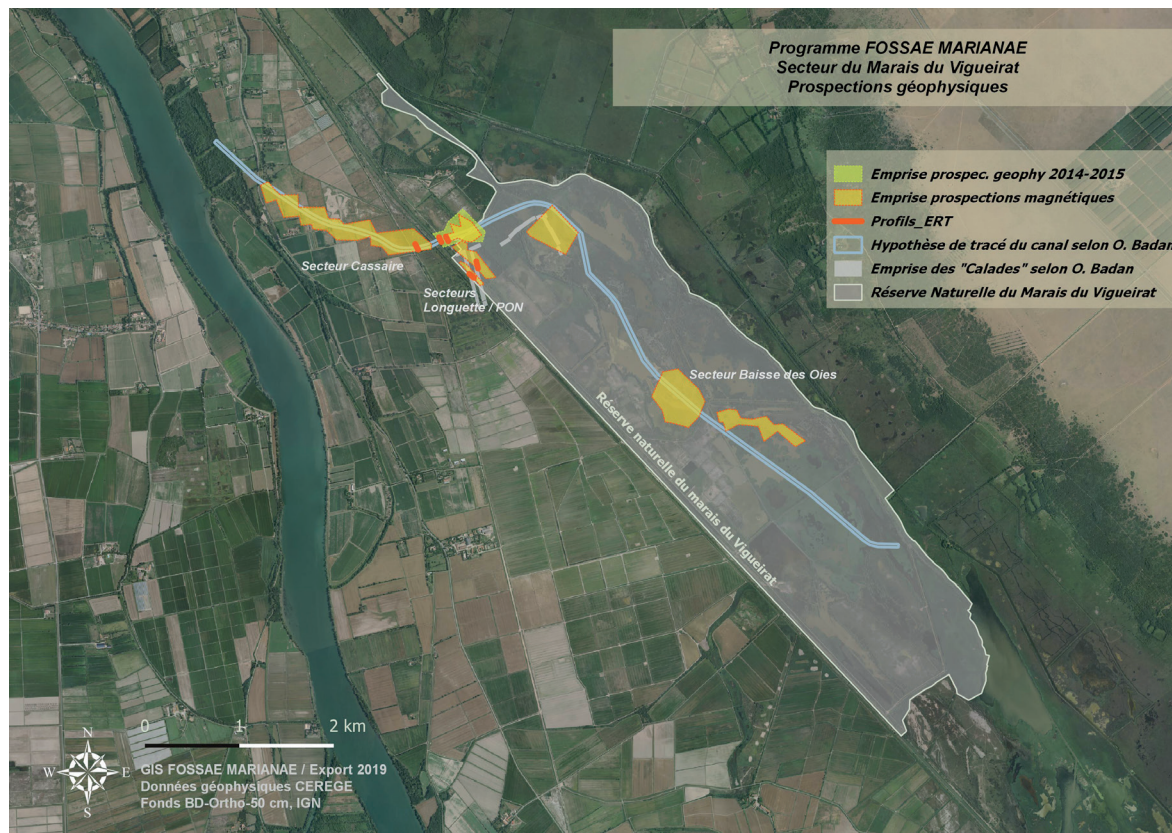 Programme FOSSAE MARIANAE
Secteur du Marais du Vigueirat
Prospections géophysiques
Emprise prospec. geophy 2014-2015
Emprise prospections magnétiques
Profils_ERT
Hypothèse de tracé du canal selon O. Badan
Emprise des "Calades" selon O. Badan
Réserve Naturelle du Marais du Vigueirat
Secteur Cassaire
Secteurs
Longuette / PON
Secteur Baisse des Oies
Réserve naturelle du marais du Vigueirat
0 1 2 km
N
W E
S
GIS FOSSAE MARIANAE / Export 2019
Données géophysiques CEREGE
Fonds BD-Ortho-50 cm, IGN